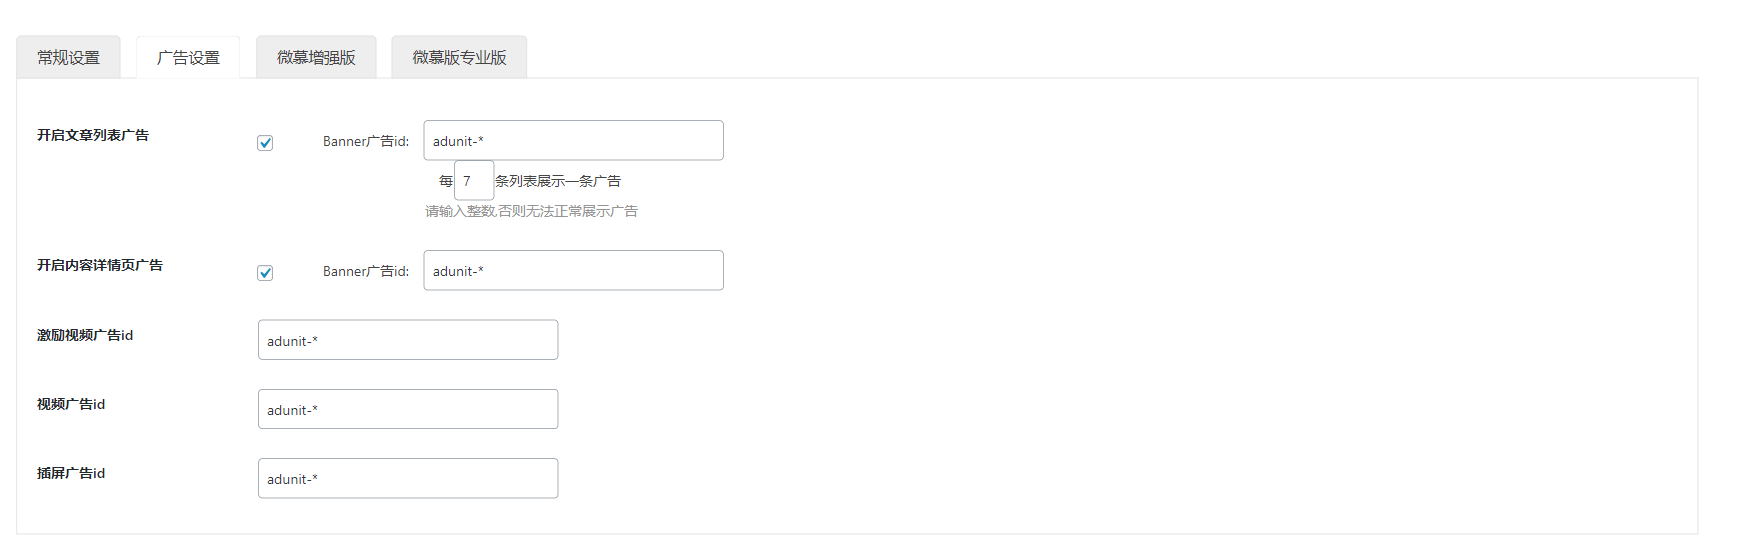 常规设置 广告设置 微慕增强版 微慕版专业版
开启文章列表广告 Banner广告id: adunit-*
每 7 条列表展示一条广告
请输入整数,否则无法正常展示广告
开启内容详情页广告 Banner广告id: adunit-*
激励视频广告id adunit-*
视频广告id adunit-*
插屏广告id adunit-*